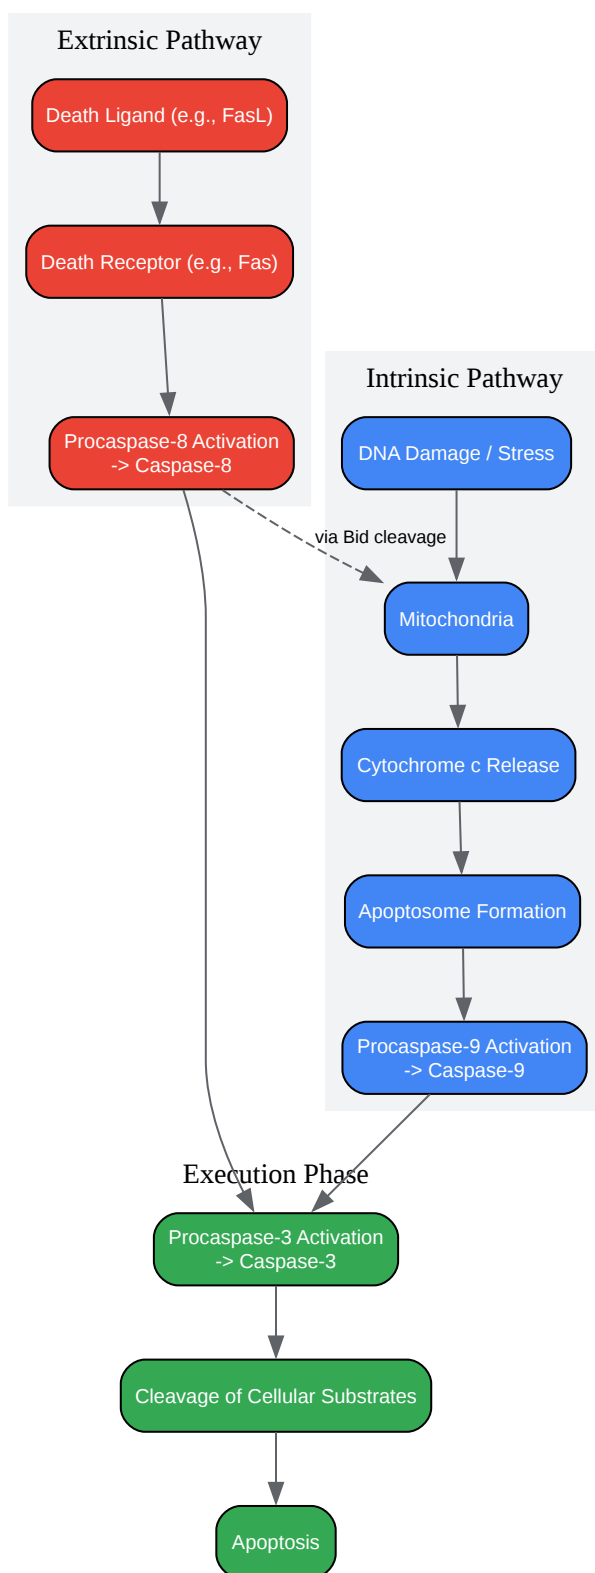 Extrinsic Pathway
Death Ligand (e.g., FasL)
Death Receptor (e.g., Fas)
Procaspase-8 Activation
-> Caspase-8
Intrinsic Pathway
DNA Damage / Stress
via Bid cleavage
Mitochondria
Cytochrome c Release
Apoptosome Formation
Procaspase-9 Activation
-> Caspase-9
Execution Phase
Procaspase-3 Activation
-> Caspase-3
Cleavage of Cellular Substrates
Apoptosis